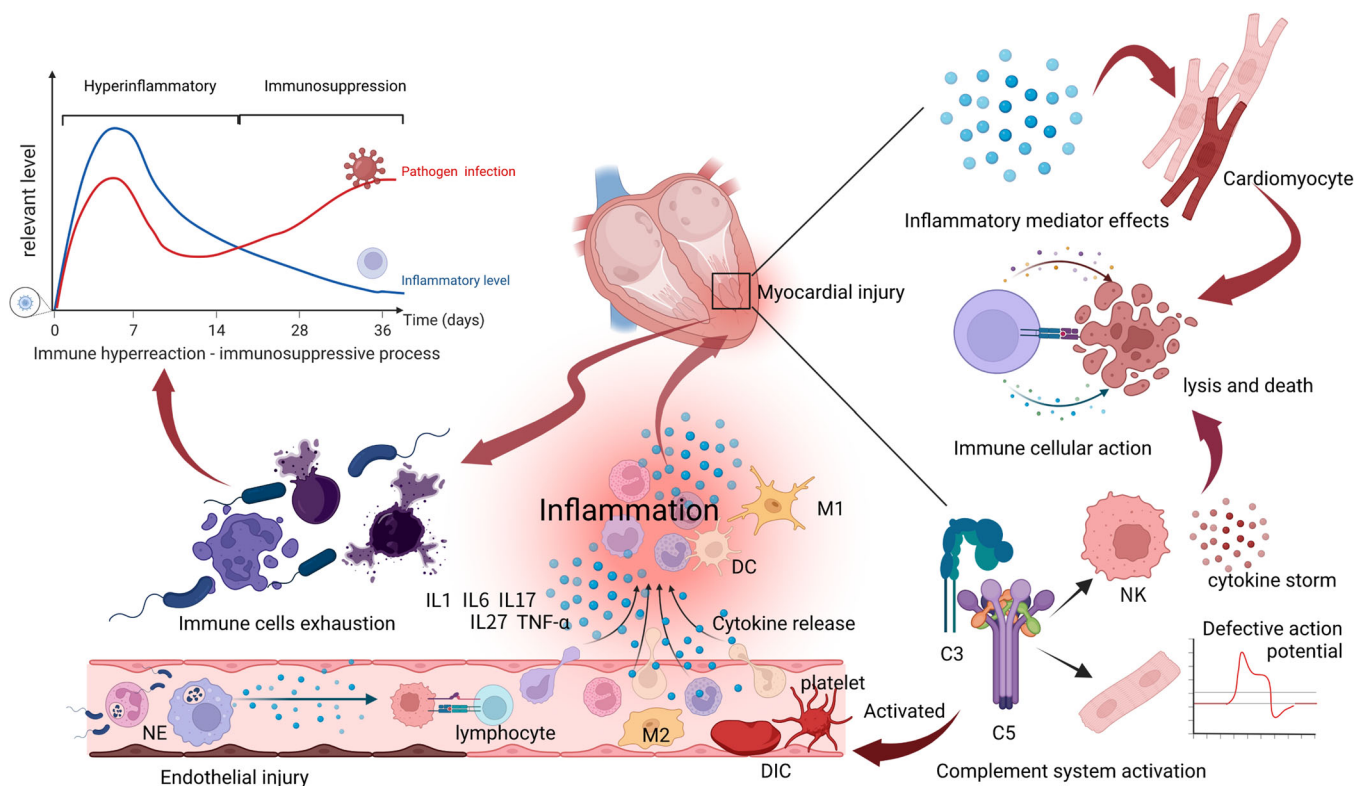 Hyperinflammatory
Immunosuppression
relevant level
Pathogen infection
Inflammatory level
0
7
14
28
36
Time (days)
Immune hyperreaction - immunosuppressive process
Myocardial injury
Inflammatory mediator effects
Cardiomyocyte
lysis and death
Immune cellular action
Inflammation
M1
DC
IL1 IL6 IL17
IL27 TNF-α
Cytokine release
Immune cells exhaustion
NE
lymphocyte
M2
platelet
DIC
Endothelial injury
Activated
C3
C5
NK
cytokine storm
Defective action
potential
Complement system activation